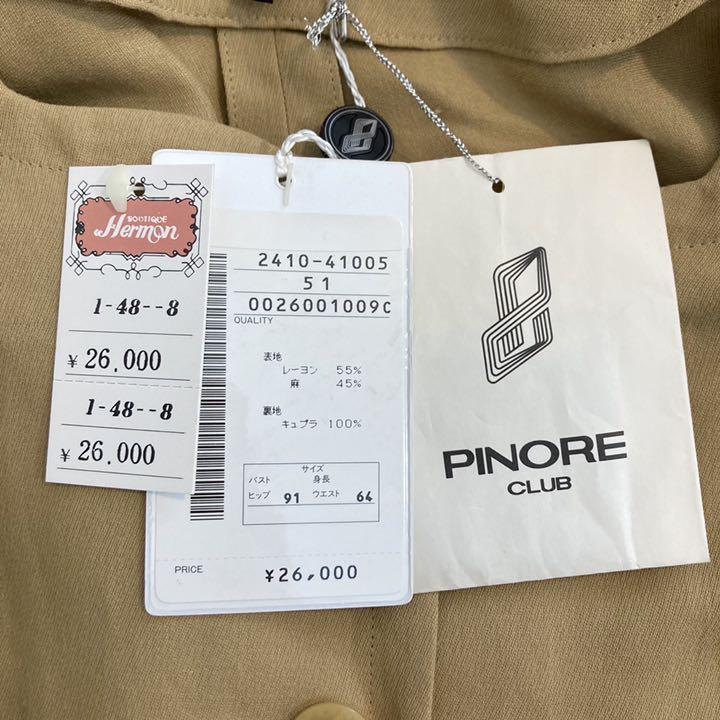 BOUTIQUE
Hermon
1-48--8
¥ 26.000
1-48--8
¥ 26.000
2410-41005
51
0026001009C
QUALITY
表地
レーヨン 55%
麻 45%
裏地
キュプラ 100%
サイズ
バスト 身長
ヒップ 91 ウエスト 64
PRICE ¥26,000
PINORE
CLUB